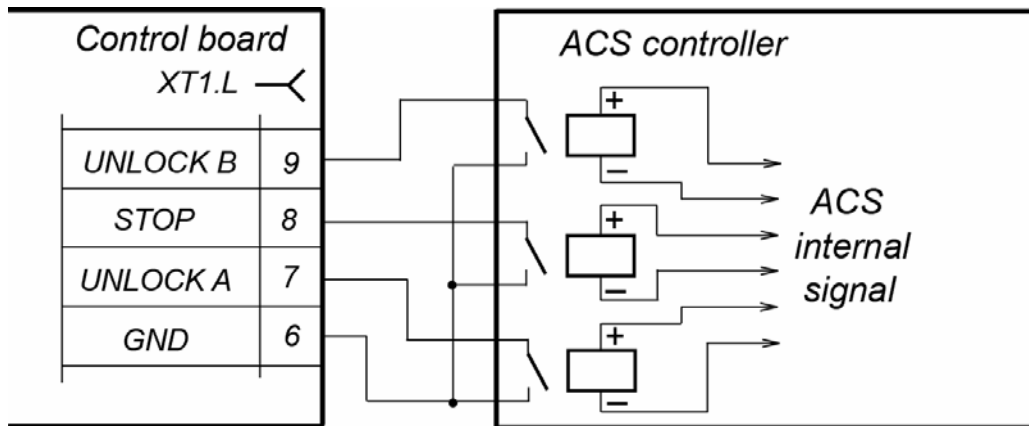 Control board
XT1.L
UNLOCK B 9
STOP 8
UNLOCK A 7
GND 6
ACS controller
+
−
+
−
+
−
ACS
internal
signal